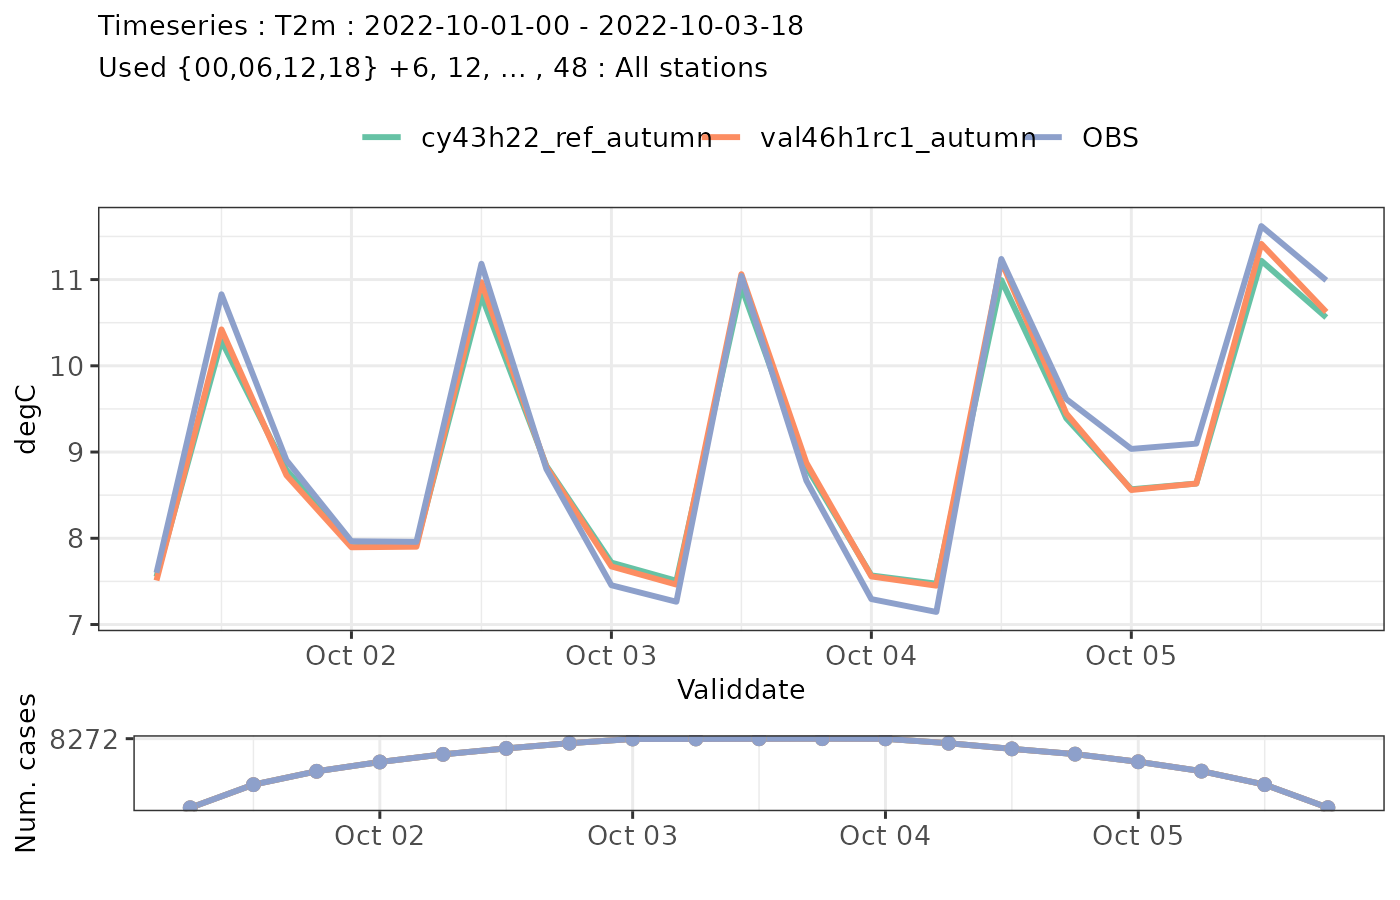 Timeseries : T2m : 2022-10-01-00 - 2022-10-03-18
Used {00,06,12,18} +6, 12, ... , 48 : All stations
cy43h22_ref_autumn val46h1rc1_autumn OBS
degC
11
10
9
8
7
Oct 02 Oct 03 Oct 04 Oct 05
Validdate
Num. cases
8272
Oct 02 Oct 03 Oct 04 Oct 05